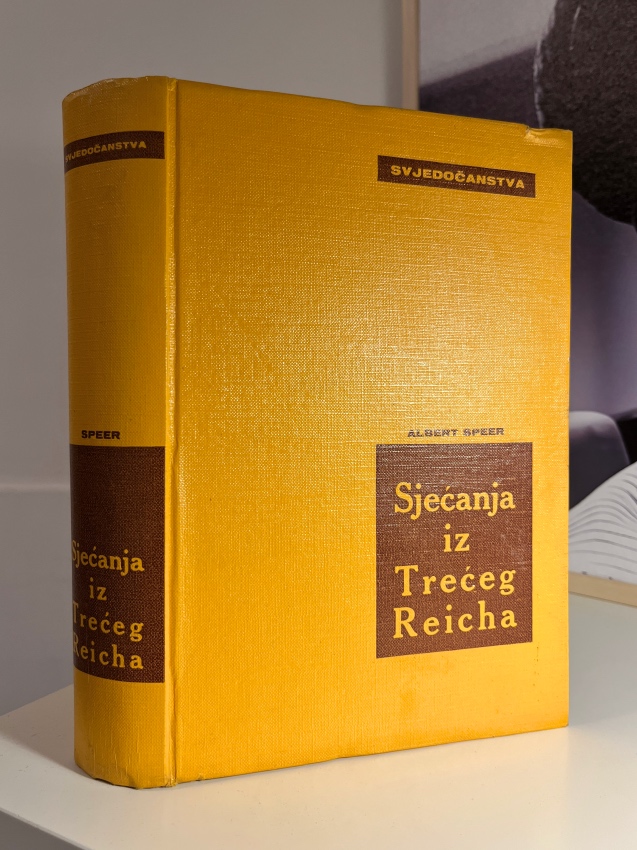 SVJEDOČANSTVA
SPEER
Sjećanja
iz
Trećeg
Reicha
SVJEDOČANSTVA
ALBERT SPEER
Sjećanja
iz
Trećeg
Reicha